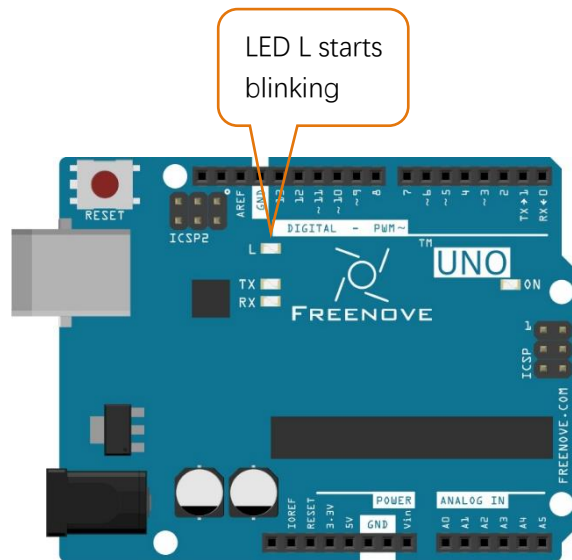 LED L starts
blinking
RESET
ICSP2
AREF
GND
13
12
~11
~10
~9
8
7
~6
~5
4
~3
2
TX→1
RX←0
DIGITAL - PWM~
L
TX
RX
FREENOVE
™
UNO
ON
1
ICSP
FREENOVE.COM
POWER
ANALOG IN
IOREF
RESET
3.3V
5V
GND
Vin
A0
A1
A2
A3
A4
A5